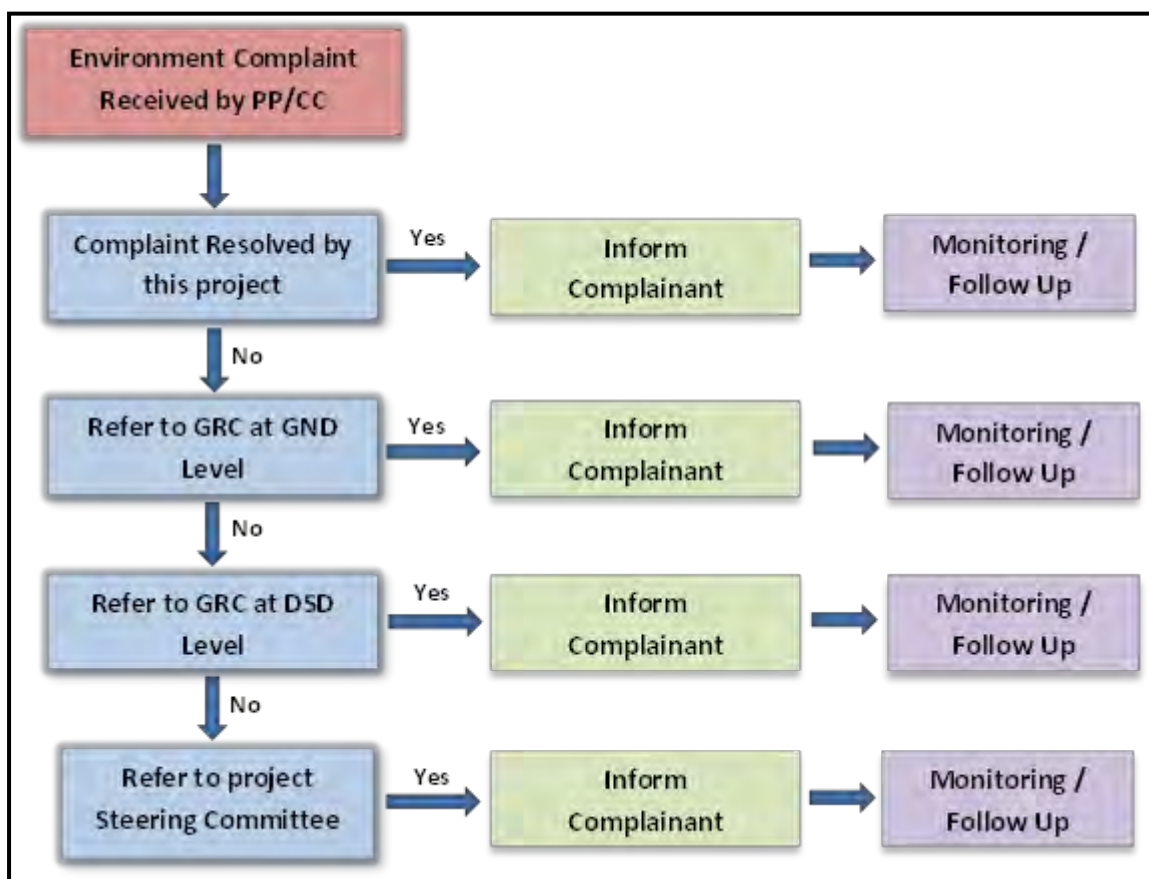 Environment Complaint
Received by PP/CC
Complaint Resolved by
this project
Yes
Inform
Complainant
Monitoring /
Follow Up
No
Refer to GRC at GND
Level
Yes
Inform
Complainant
Monitoring /
Follow Up
No
Refer to GRC at DSD
Level
Yes
Inform
Complainant
Monitoring /
Follow Up
No
Refer to project
Steering Committee
Yes
Inform
Complainant
Monitoring /
Follow Up